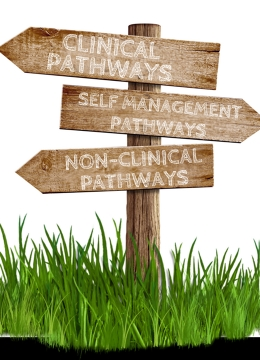 CLINICAL
PATHWAYS
SELF MANAGEMENT
PATHWAYS
NON-CLINICAL
PATHWAYS